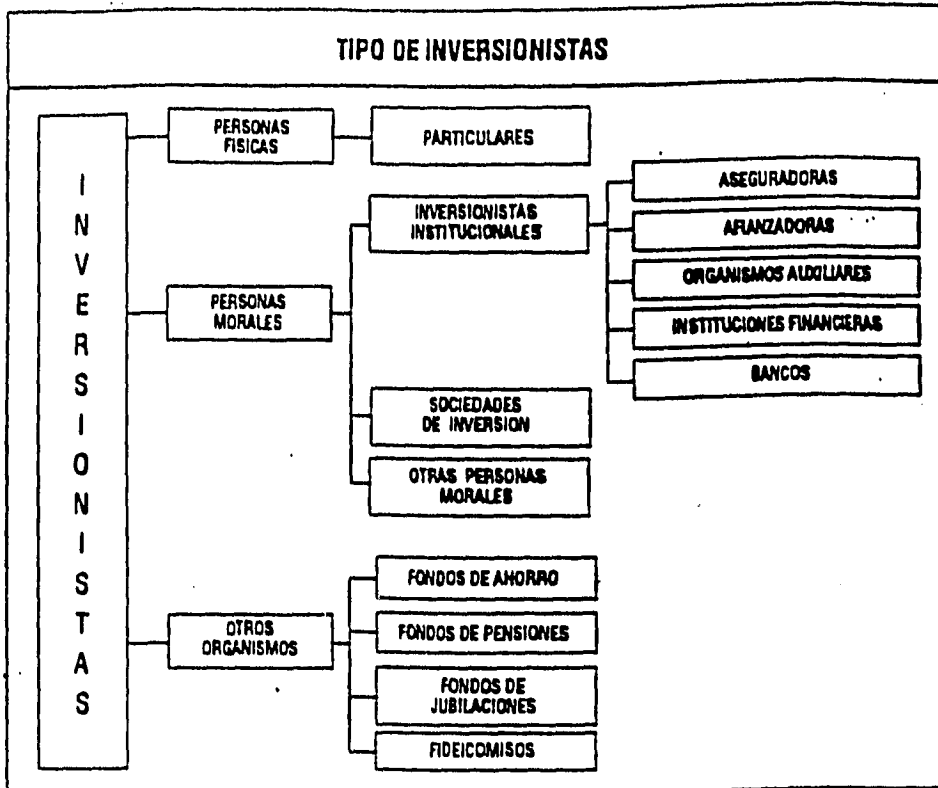 TIPO DE INVERSIONISTAS
INVERSIONISTAS
PERSONAS
FISICAS
PARTICULARES
PERSONAS
MORALES
INVERSIONISTAS
INSTITUCIONALES
ASEGURADORAS
AFIANZADORAS
ORGANISMOS AUXILIARES
INSTITUCIONES FINANCIERAS
BANCOS
SOCIEDADES
DE INVERSION
OTRAS PERSONAS
MORALES
OTROS
ORGANISMOS
FONDOS DE AHORRO
FONDOS DE PENSIONES
FONDOS DE
JUBILACIONES
FIDEICOMISOS